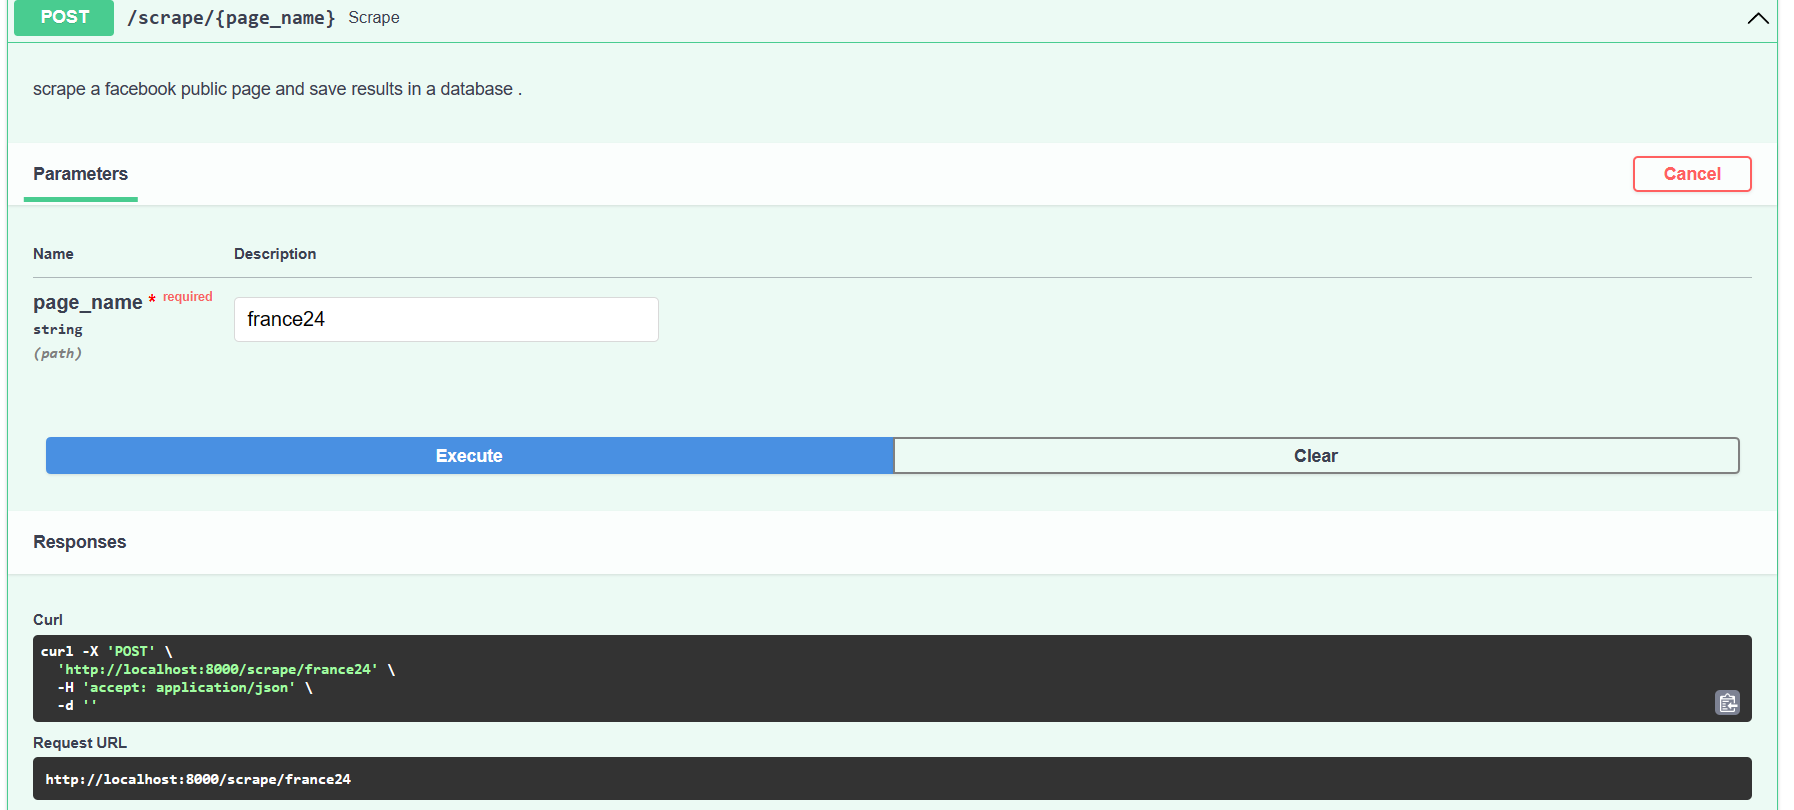 POST /scrape/{page_name} Scrape
scrape a facebook public page and save results in a database .
Parameters
Cancel
Name Description
page_name * required
string
(path)
france24
Execute
Clear
Responses
Curl
curl -X 'POST' \
'http://localhost:8000/scrape/france24' \
-H 'accept: application/json' \
-d ''
Request URL
http://localhost:8000/scrape/france24